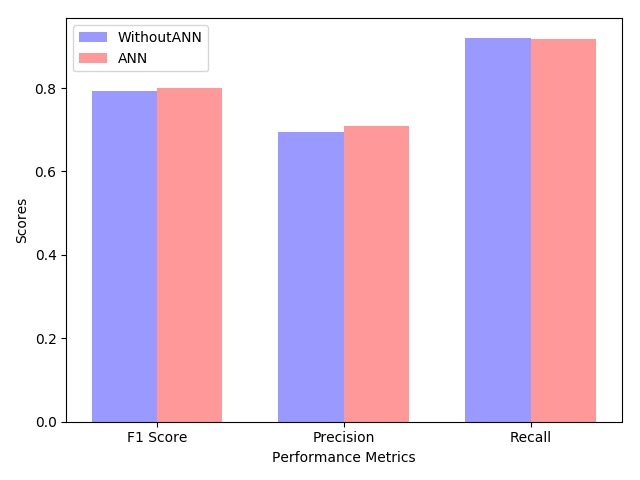 WithoutANN
ANN
0.8
0.6
0.4
0.2
0.0
Scores
F1 Score
Precision
Recall
Performance Metrics